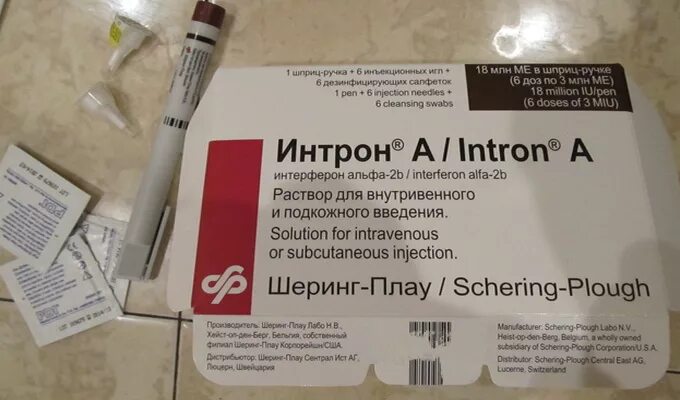 1 шприц-ручка + 6 инъекционных игл +
6 дезинфицирующих салфеток
1 pen + 6 injection needles +
6 cleansing swabs
18 млн МЕ в шприц-ручке
(6 доз по 3 млн МЕ)
18 million IU/pen
(6 doses of 3 MIU)
Интрон® А / Intron® A
интерферон альфа-2b / interferon alfa-2b
Раствор для внутривенного
и подкожного введения.
Solution for intravenous
or subcutaneous injection.
Шеринг-Плау / Schering-Plough
Производитель: Шеринг-Плау Лабо Н.В.,
Хейст-оп-ден-Берг, Бельгия, собственный
филиал Шеринг-Плау Корпорейшн/США.
Дистрибьютор: Шеринг-Плау Сентрал Ист АГ,
Люцерн, Швейцария
Manufacturer: Schering-Plough Labo N.V.,
Heist-op-den-Berg, Belgium, a wholly owned
subsidiary of Schering-Plough Corporation/U.S.A.
Distributor: Schering-Plough Central East AG,
Lucerne, Switzerland